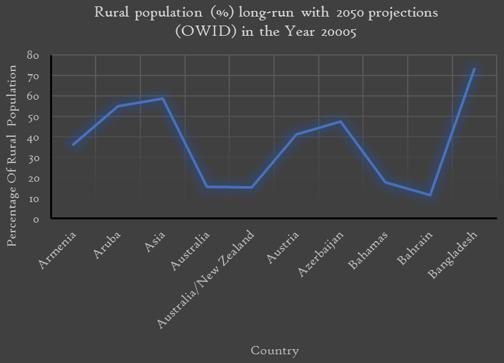 Rural population (%) long-run with 2050 projections
(OWID) in the Year 20005
Percentage Of Rural Population
80
70
60
50
40
30
20
10
0
Armenia
Aruba
Asia
Australia
Australia/New Zealand
Austria
Azerbaijan
Bahamas
Bahrain
Bangladesh
Country